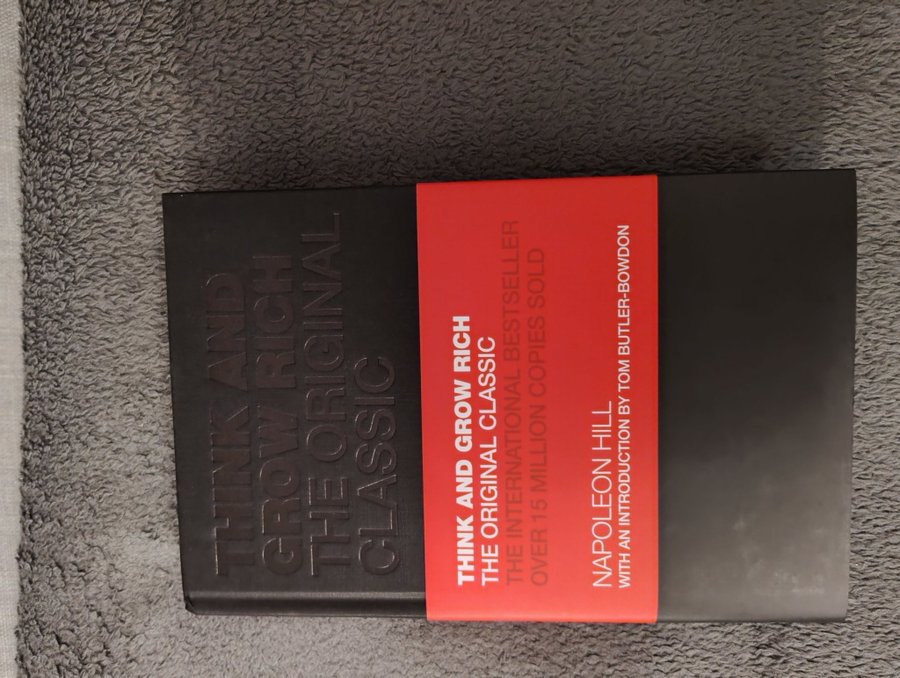 THINK AND
GROW RICH
THE ORIGINAL
CLASSIC
THINK AND GROW RICH
THE ORIGINAL CLASSIC
THE INTERNATIONAL BESTSELLER
OVER 15 MILLION COPIES SOLD
NAPOLEON HILL
WITH AN INTRODUCTION BY TOM BUTLER-BOWDON